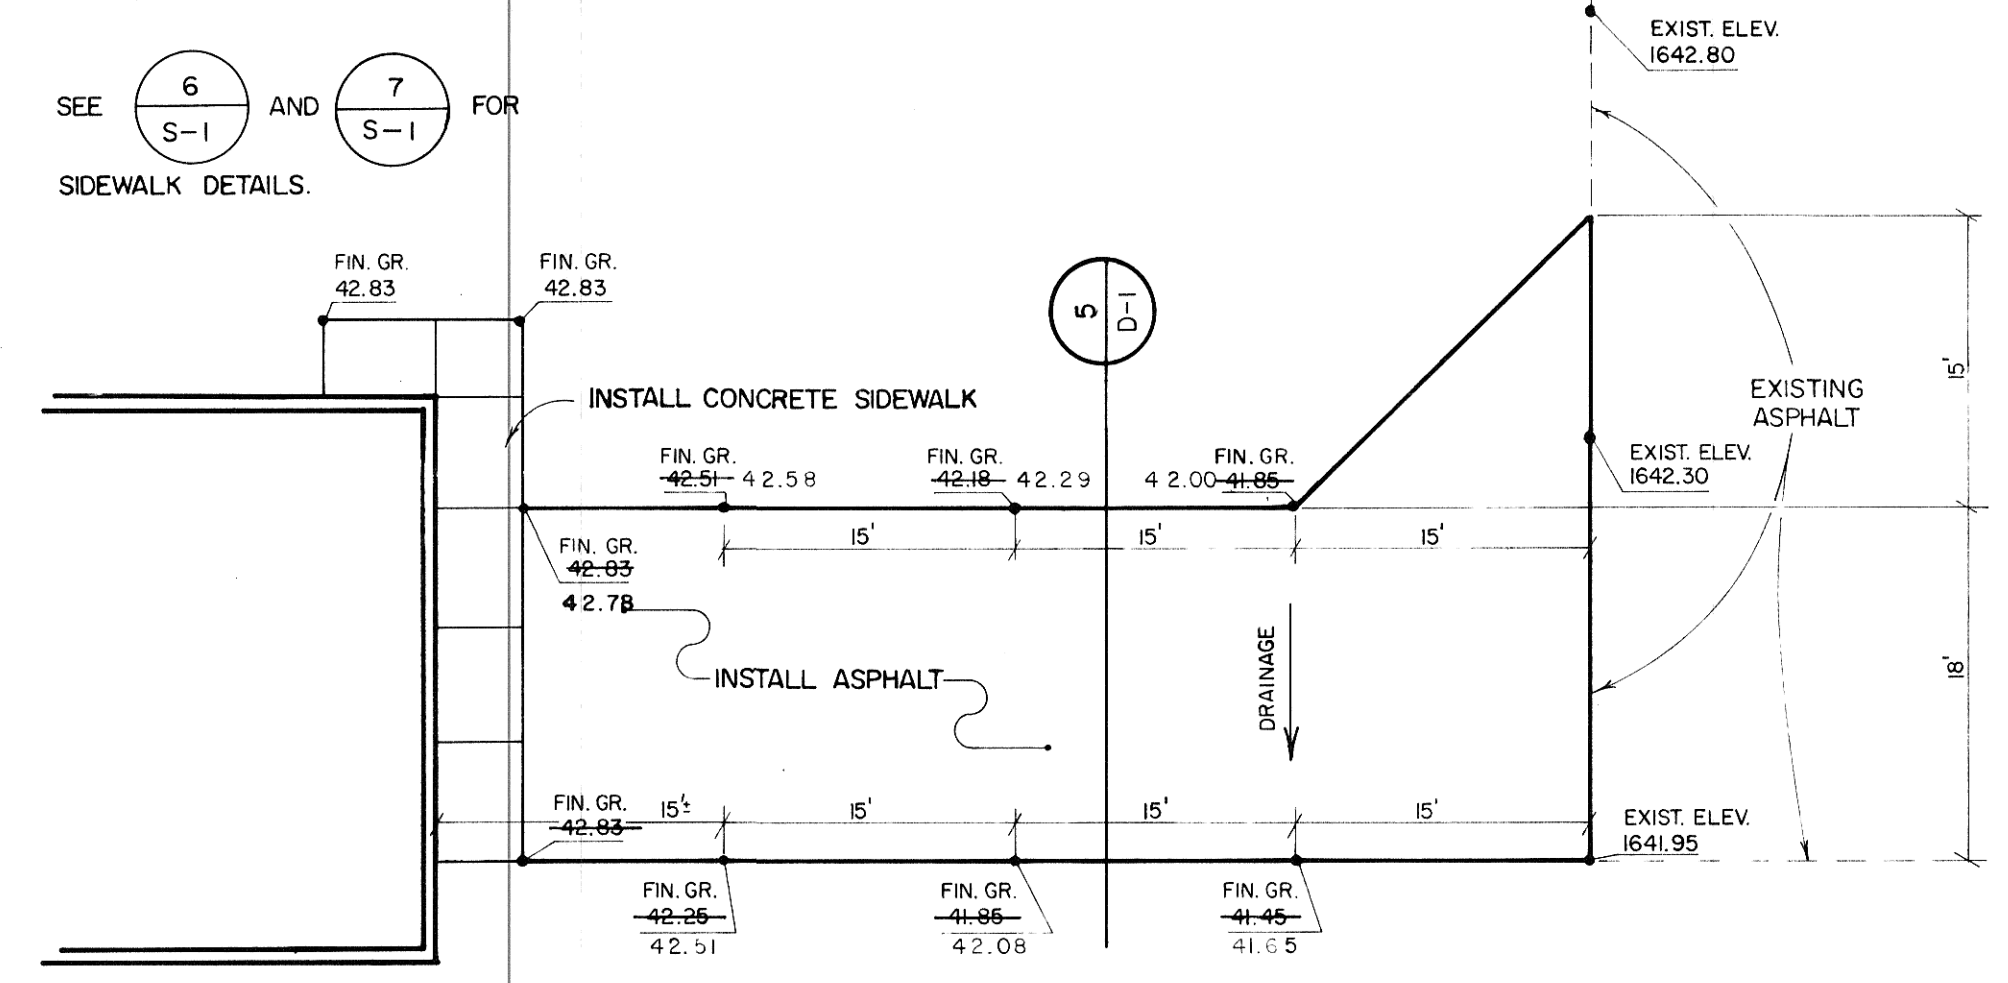 EXIST. ELEV.
1642.80
6
S-1
7
S-1
SEE AND FOR
SIDEWALK DETAILS.
FIN. GR.
42.83
FIN. GR.
42.83
5
D-1
15'
EXISTING
ASPHALT
INSTALL CONCRETE SIDEWALK
FIN. GR.
42.51 42.58
FIN. GR.
42.18 42.29
FIN. GR.
42.00 41.85
EXIST. ELEV.
1642.30
15'
15'
15'
FIN. GR.
42.83
42.78
INSTALL ASPHALT
DRAINAGE
18'
FIN. GR.
42.83
15'±
15'
15'
15'
EXIST. ELEV.
1641.95
FIN. GR.
42.25
42.51
FIN. GR.
41.85
42.08
FIN. GR.
41.45
41.65